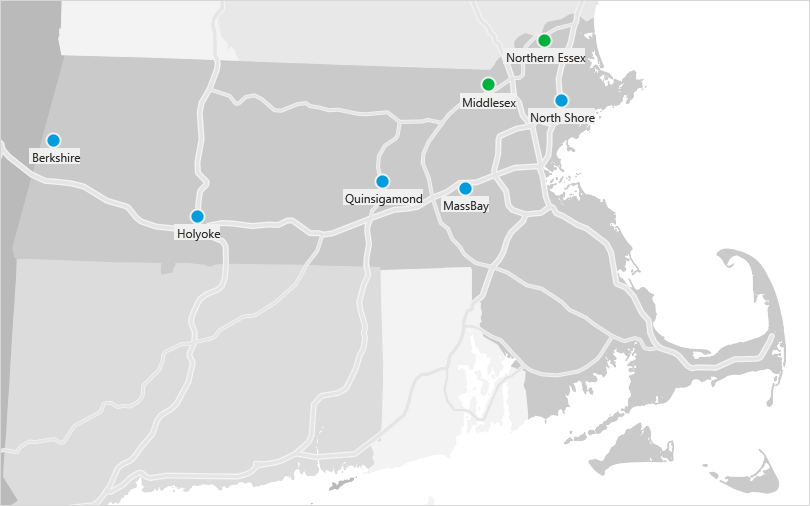 Northern Essex
Middlesex
North Shore
Berkshire
Quinsigamond
MassBay
Holyoke